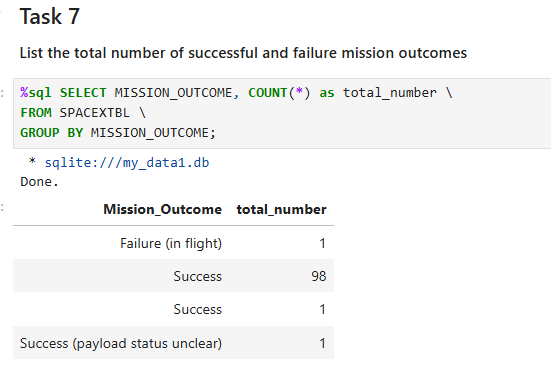 Task 7
List the total number of successful and failure mission outcomes
: %sql SELECT MISSION_OUTCOME, COUNT(*) as total_number \
FROM SPACEXTBL \
GROUP BY MISSION_OUTCOME;
* sqlite:///my_data1.db
Done.
: Mission_Outcome total_number
Failure (in flight) 1
Success 98
Success 1
Success (payload status unclear) 1